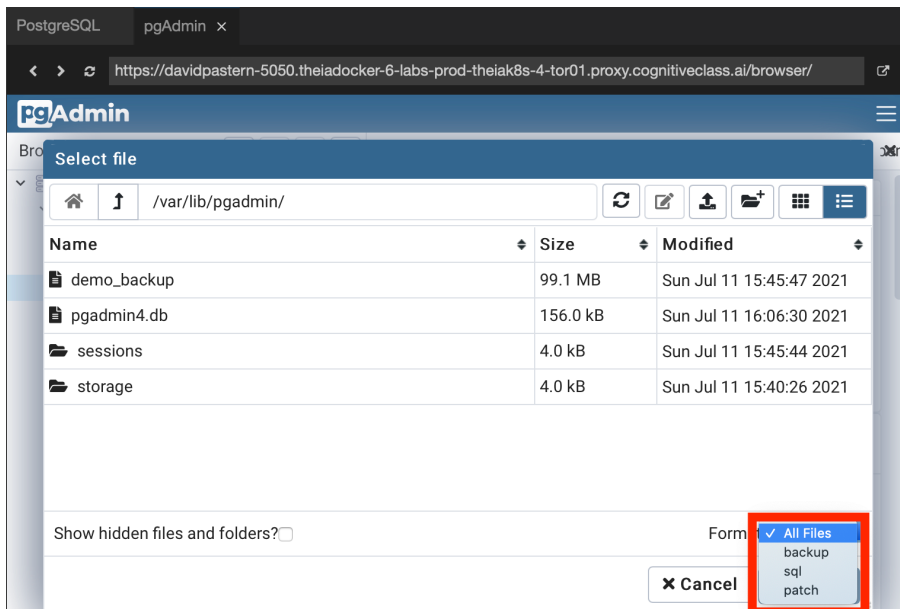 PostgreSQL pgAdmin ×
https://davidpastern-5050.theiadocker-6-labs-prod-theiak8s-4-tor01.proxy.cognitiveclass.ai/browser/
pgAdmin
Bro
Select file
/var/lib/pgadmin/
Name Size Modified
demo_backup 99.1 MB Sun Jul 11 15:45:47 2021
pgadmin4.db 156.0 kB Sun Jul 11 16:06:30 2021
sessions 4.0 kB Sun Jul 11 15:45:44 2021
storage 4.0 kB Sun Jul 11 15:40:26 2021
Show hidden files and folders? Form t ✓ All Files
backup
sql
patch
× Cancel